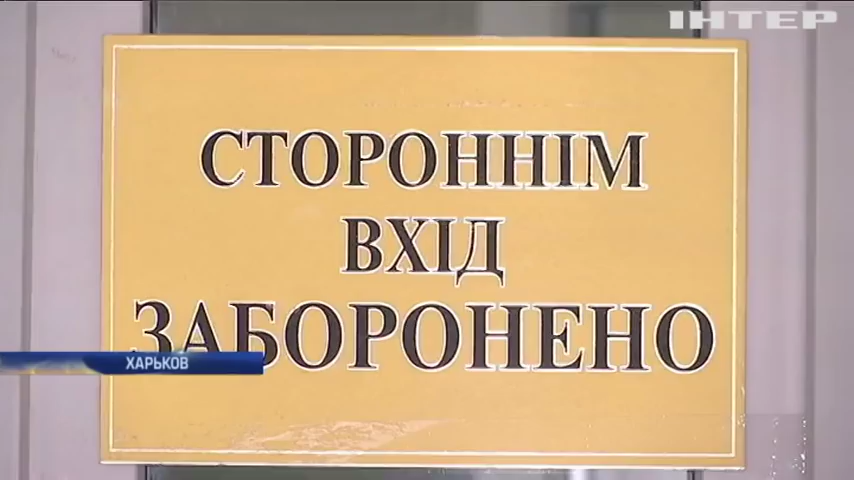 ІНТЕР
СТОРОННІМ
ВХІД
ЗАБОРОНЕНО
ХАРЬКОВ